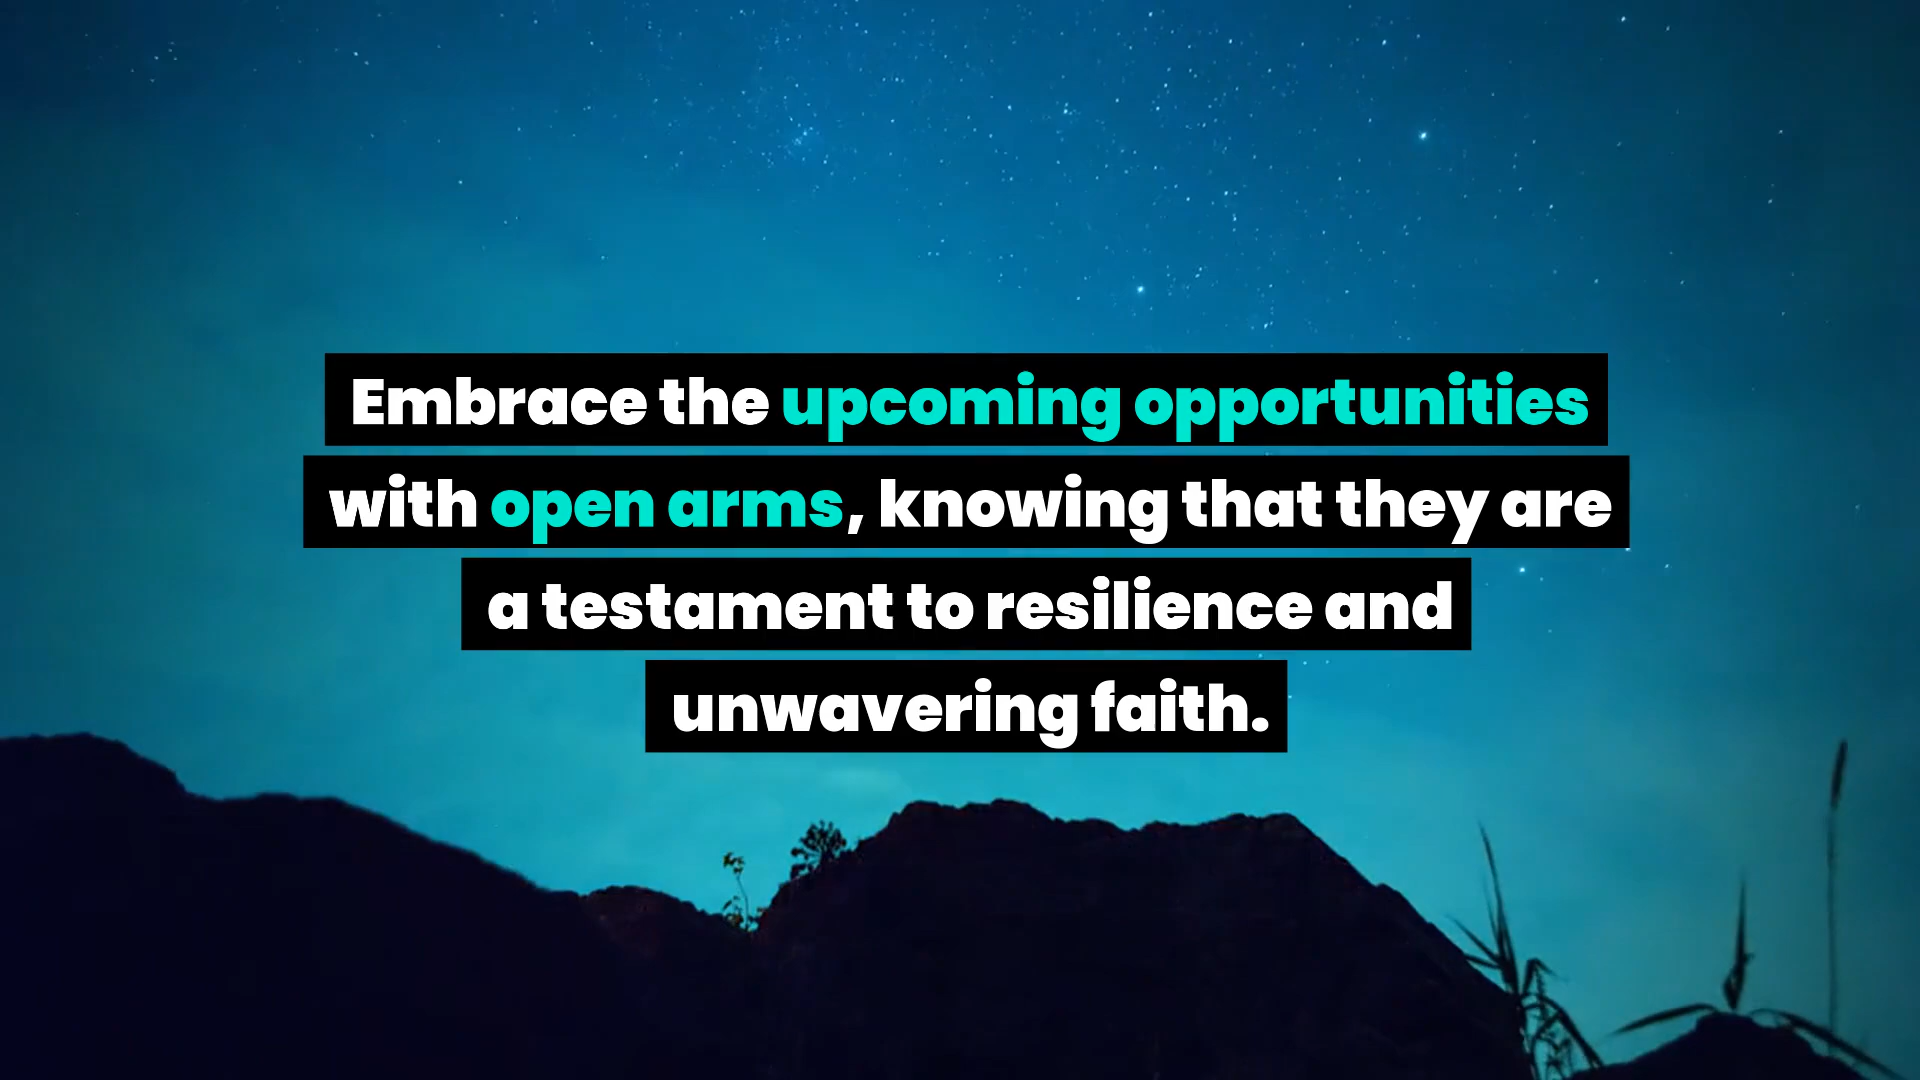 Embrace the upcoming opportunities
with open arms, knowing that they are
a testament to resilience and
unwavering faith.